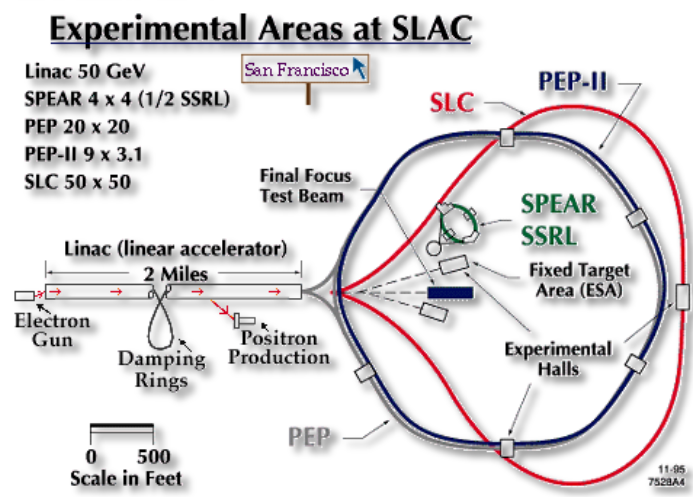 Experimental Areas at SLAC
Linac 50 GeV
SPEAR 4 x 4 (1/2 SSRL)
PEP 20 x 20
PEP-II 9 x 3.1
SLC 50 x 50
San Francisco
SLC
PEP-II
Final Focus
Test Beam
SPEAR
SSRL
Linac (linear accelerator)
2 Miles
Fixed Target
Area (ESA)
Electron
Gun
Damping
Rings
Positron
Production
Experimental
Halls
PEP
0 500
Scale in Feet
11-95
7528A4